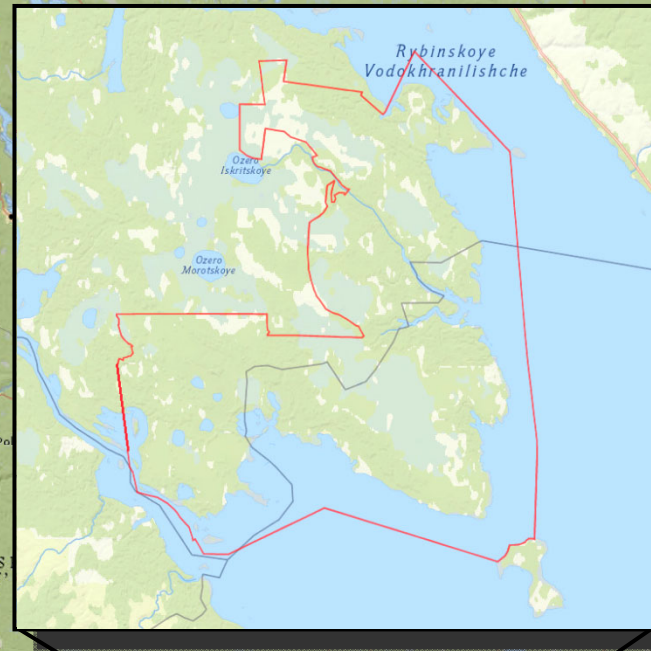 Rybinskoye
Vodokhranilishche
Ozero
Iskritskoye
Ozero
Morotskoye